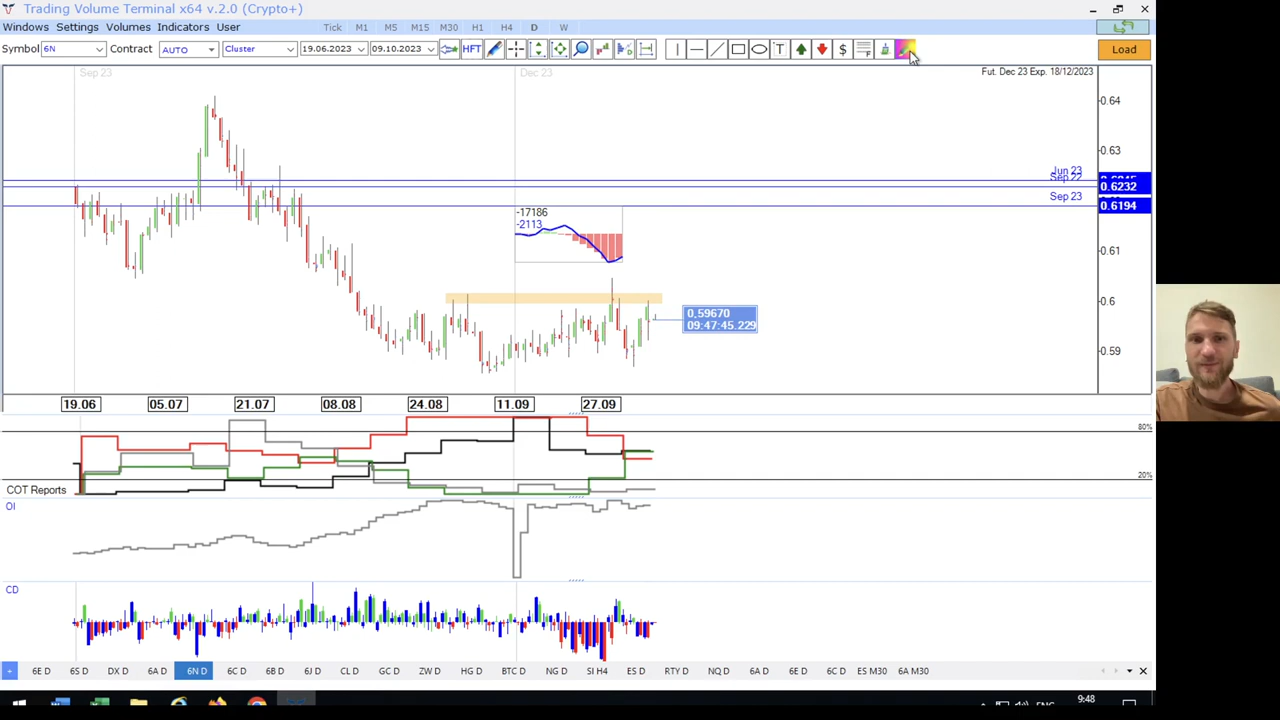 Trading Volume Terminal x64 v.2.0 (Crypto+)
Windows Settings Volumes Indicators User Tick M1 M5 M15 M30 H1 H4 D W
Symbol 6N Contract AUTO Cluster 19.06.2023 09.10.2023 HFT T $ F Load
Sep 23 Dec 23 Fut. Dec 23 Exp. 18/12/2023
0.64
0.63
Jun 23
Sep 22 0.6232
Sep 23 0.6194
-17186
-2113
0.61
0.6
0.59670
09:47:45.229
0.59
19.06 05.07 21.07 08.08 24.08 11.09 27.09
80%
20%
COT Reports
OI
CD
+ 6E D 6S D DX D 6A D 6N D 6C D 6B D 6J D CL D GC D ZW D HG D BTC D NG D SI H4 ES D RTY D NQ D 6A D 6E D 6C D ES M30 6A M30
9:48